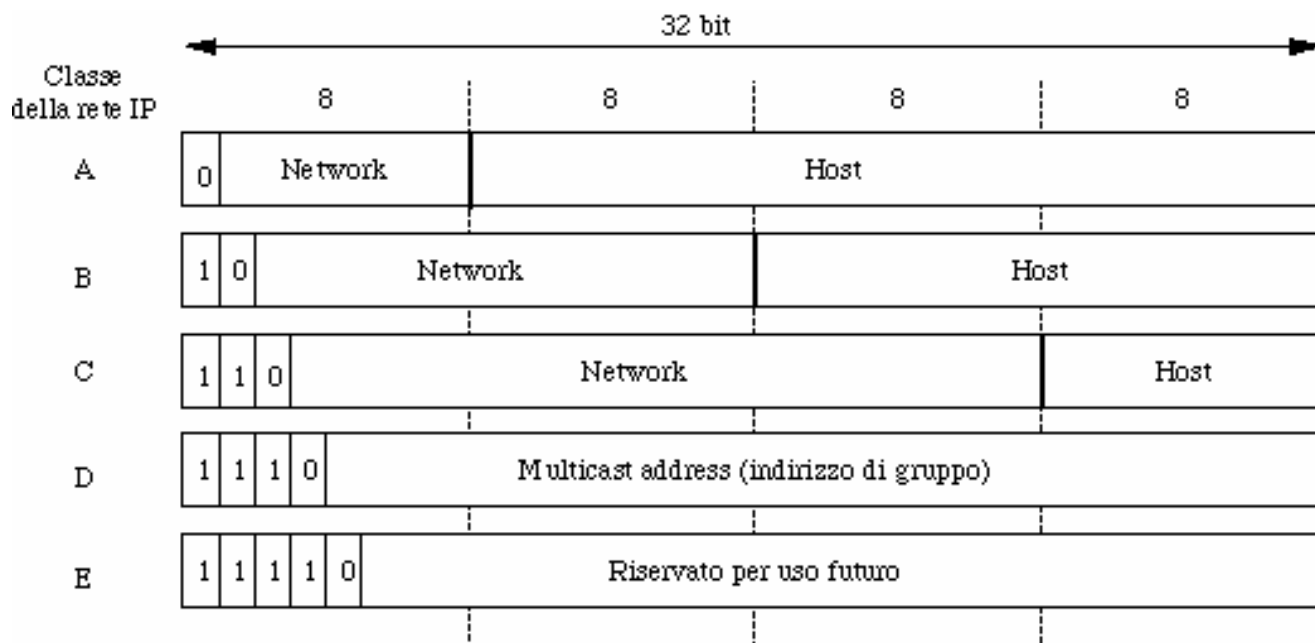 32 bit
Classe
della rete IP
8 8 8 8
A 0 Network Host
B 1 0 Network Host
C 1 1 0 Network Host
D 1 1 1 0 Multicast address (indirizzo di gruppo)
E 1 1 1 1 0 Riservato per uso futuro